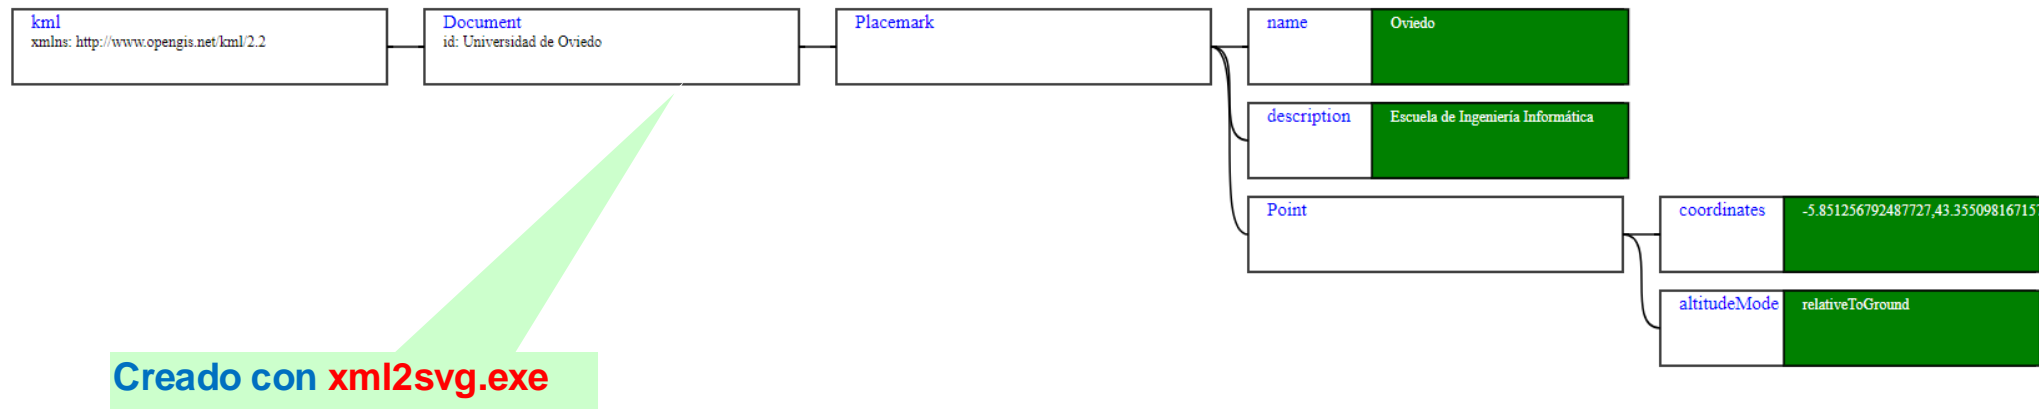 kml
xmlns: http://www.opengis.net/kml/2.2
Document
id: Universidad de Oviedo
Placemark
name
Oviedo
description
Escuela de Ingeniería Informática
Point
coordinates
-5.851256792487727,43.355098167157
altitudeMode
relativeToGround
Creado con xml2svg.exe